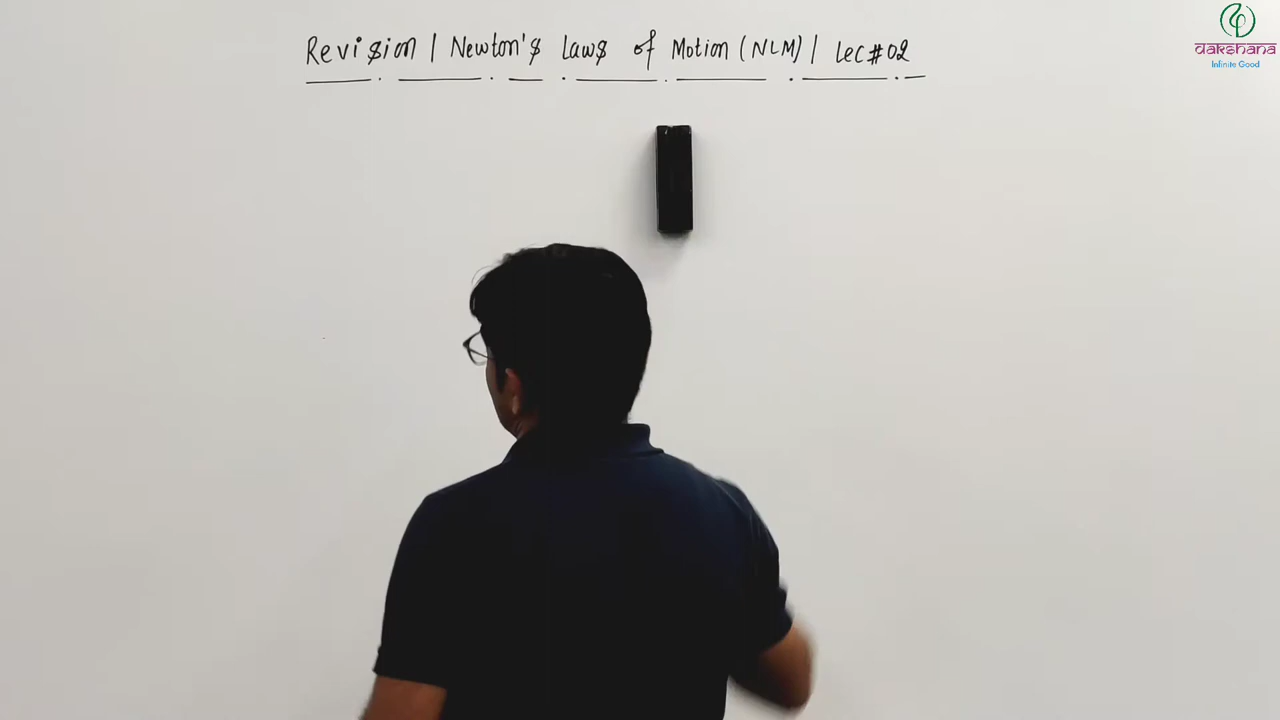 Revision | Newton's Laws of Motion (NLM) | Lec#02
dakshana
Infinite Good